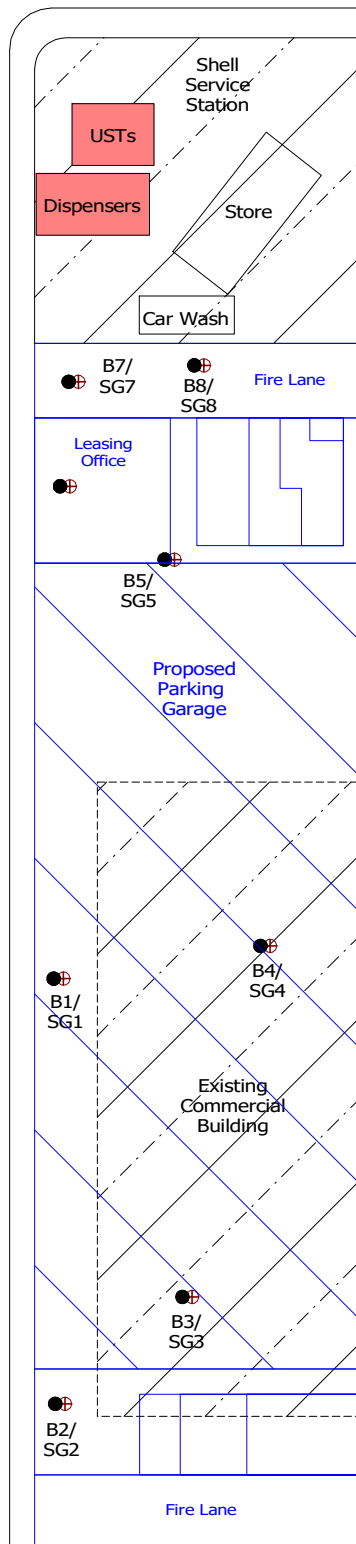 Shell
Service
Station
USTs
Dispensers
Store
Car Wash
B7/
SG7
B8/
SG8
Fire Lane
Leasing
Office
B5/
SG5
Proposed
Parking
Garage
B4/
SG4
B1/
SG1
Existing
Commercial
Building
B3/
SG3
B2/
SG2
Fire Lane